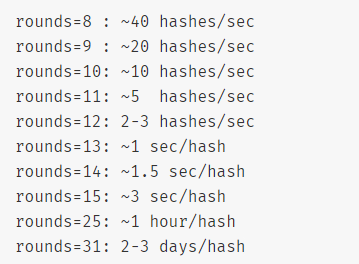 rounds=8 : ~40 hashes/sec
rounds=9 : ~20 hashes/sec
rounds=10: ~10 hashes/sec
rounds=11: ~5  hashes/sec
rounds=12: 2-3 hashes/sec
rounds=13: ~1 sec/hash
rounds=14: ~1.5 sec/hash
rounds=15: ~3 sec/hash
rounds=25: ~1 hour/hash
rounds=31: 2-3 days/hash